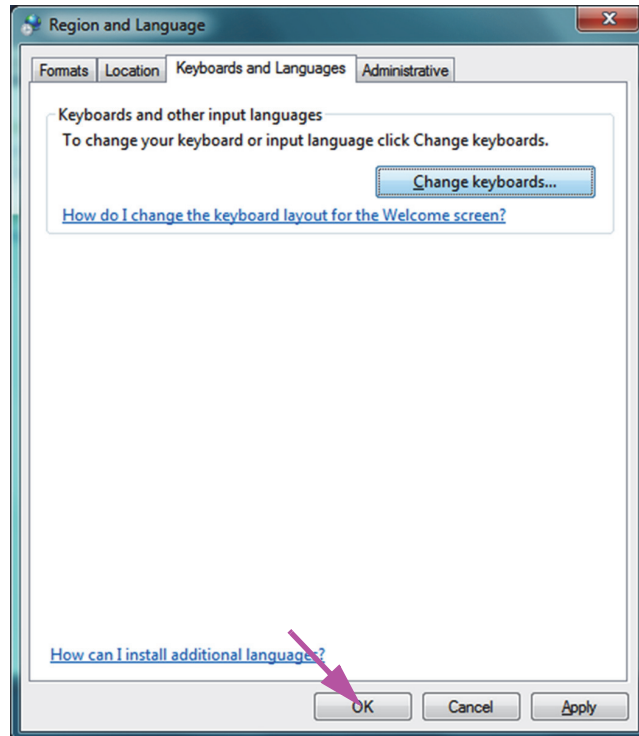 Region and Language
Formats Location Keyboards and Languages Administrative
Keyboards and other input languages
To change your keyboard or input language click Change keyboards.
Change keyboards...
How do I change the keyboard layout for the Welcome screen?
How can I install additional languages?
OK Cancel Apply